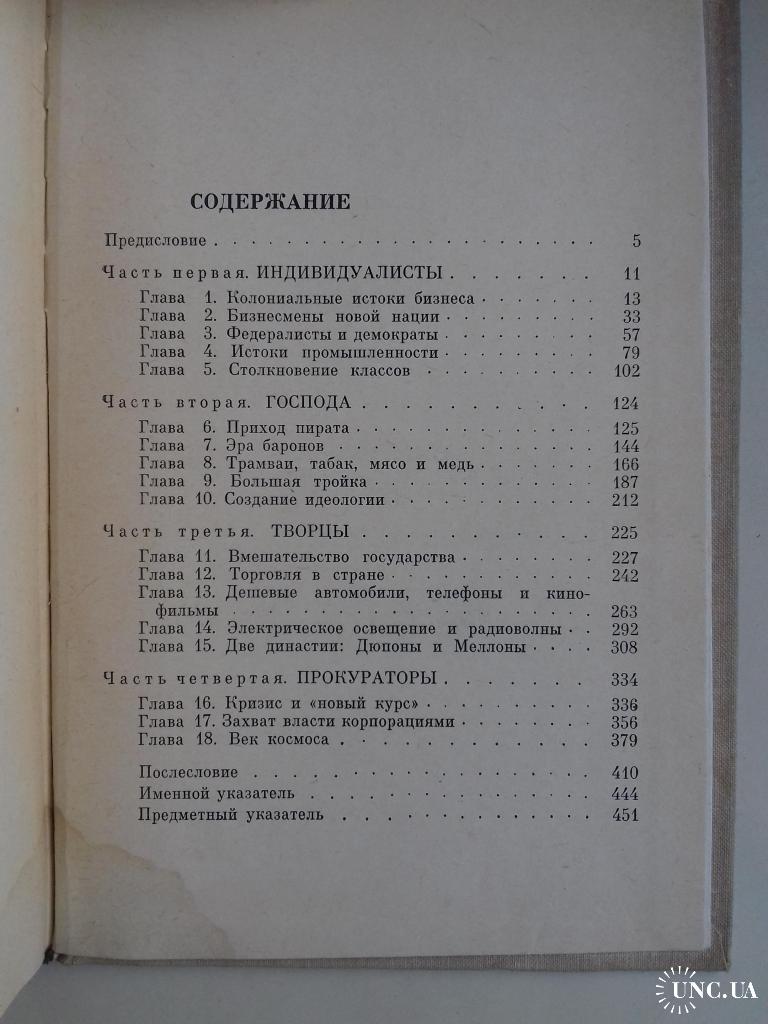 СОДЕРЖАНИЕ
Предисловие . . . . . . . . . . . . . . . . . . . . . . . 5
Часть первая. ИНДИВИДУАЛИСТЫ . . . . . . . 11
Глава 1. Колониальные истоки бизнеса . . . . . . . 13
Глава 2. Бизнесмены новой нации . . . . . . . . . 33
Глава 3. Федералисты и демократы . . . . . . . . . 57
Глава 4. Истоки промышленности . . . . . . . . . 79
Глава 5. Столкновение классов . . . . . . . . . . 102
Часть вторая. ГОСПОДА . . . . . . . . . . . 124
Глава 6. Приход пирата . . . . . . . . . . . . . . 125
Глава 7. Эра баронов . . . . . . . . . . . . . . . 144
Глава 8. Трамваи, табак, мясо и медь . . . . . . . 166
Глава 9. Большая тройка . . . . . . . . . . . . . 187
Глава 10. Создание идеологии . . . . . . . . . . . . 212
Часть третья. ТВОРЦЫ . . . . . . . . . . . 225
Глава 11. Вмешательство государства . . . . . . . . 227
Глава 12. Торговля в стране . . . . . . . . . . . . 242
Глава 13. Дешевые автомобили, телефоны и кино-
фильмы . . . . . . . . . . . . . . . . . . . . 263
Глава 14. Электрическое освещение и радиоволны . . 292
Глава 15. Две династии: Дюпоны и Меллоны . . . . 308
Часть четвертая. ПРОКУРАТОРЫ . . . . . . . 334
Глава 16. Кризис и «новый курс» . . . . . . . . . . 336
Глава 17. Захват власти корпорациями . . . . . . . . 356
Глава 18. Век космоса . . . . . . . . . . . . . . . 379
Послесловие . . . . . . . . . . . . . . . . . . . 410
Именной указатель . . . . . . . . . . . . . . . . 444
Предметный указатель . . . . . . . . . . . . . . 451
UNC.UA